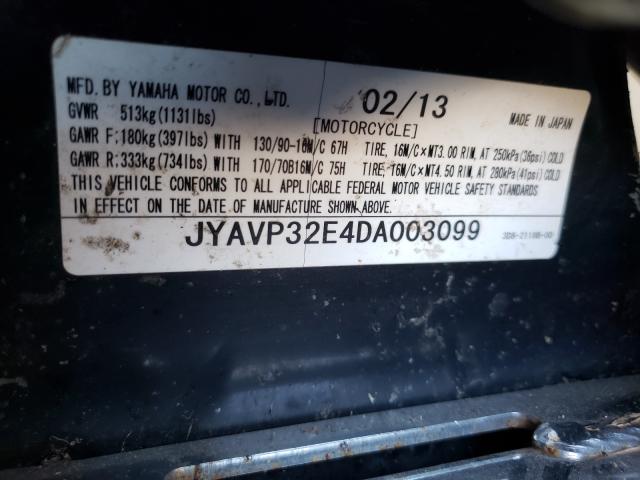 MFD. BY YAMAHA MOTOR CO., LTD. 02/13 MADE IN JAPAN
GVWR 513kg(1131lbs) [MOTORCYCLE]
GAWR F:180kg(397lbs) WITH 130/90-16M/C 67H TIRE, 16M/C×MT3.00 RIM, AT 250kPa(36psi) COLD
GAWR R:333kg(734lbs) WITH 170/70B16M/C 75H TIRE, 16M/C×MT4.50 RIM, AT 280kPa(41psi) COLD
THIS VEHICLE CONFORMS TO ALL APPLICABLE FEDERAL MOTOR VEHICLE SAFETY STANDARDS
IN EFFECT ON THE DATE OF MANUFACTURE SHOWN ABOVE.
JYAVP32E4DA003099